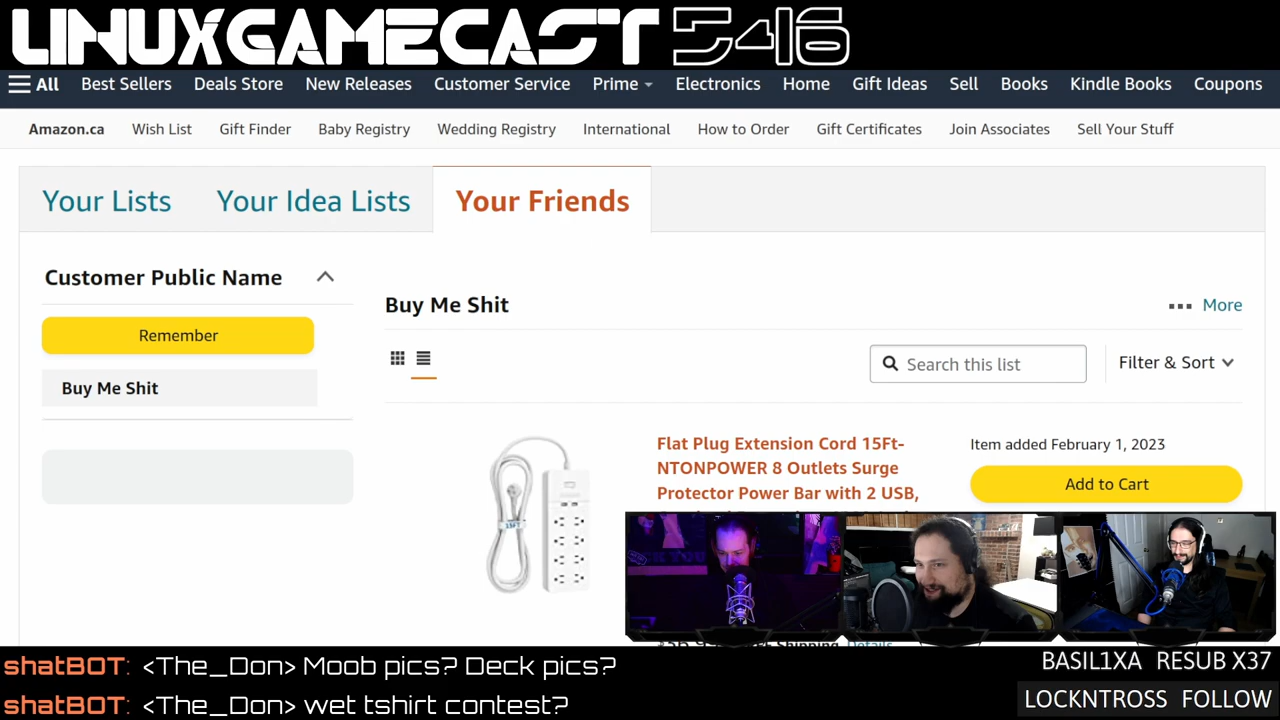 LINUXGAMECAST 546
All Best Sellers Deals Store New Releases Customer Service Prime Electronics Home Gift Ideas Sell Books Kindle Books Coupons
Amazon.ca Wish List Gift Finder Baby Registry Wedding Registry International How to Order Gift Certificates Join Associates Sell Your Stuff
Your Lists Your Idea Lists Your Friends
Customer Public Name
Remember
Buy Me Shit
Buy Me Shit
More
Search this list
Filter & Sort
Flat Plug Extension Cord 15Ft-
NTONPOWER 8 Outlets Surge
Protector Power Bar with 2 USB,
Item added February 1, 2023
Add to Cart
Shipping Details
shatBOT: <The_Don> Moob pics? Deck pics?
shatBOT: <The_Don> wet tshirt contest?
BASIL1XA RESUB X37
LOCKNTROSS FOLLOW